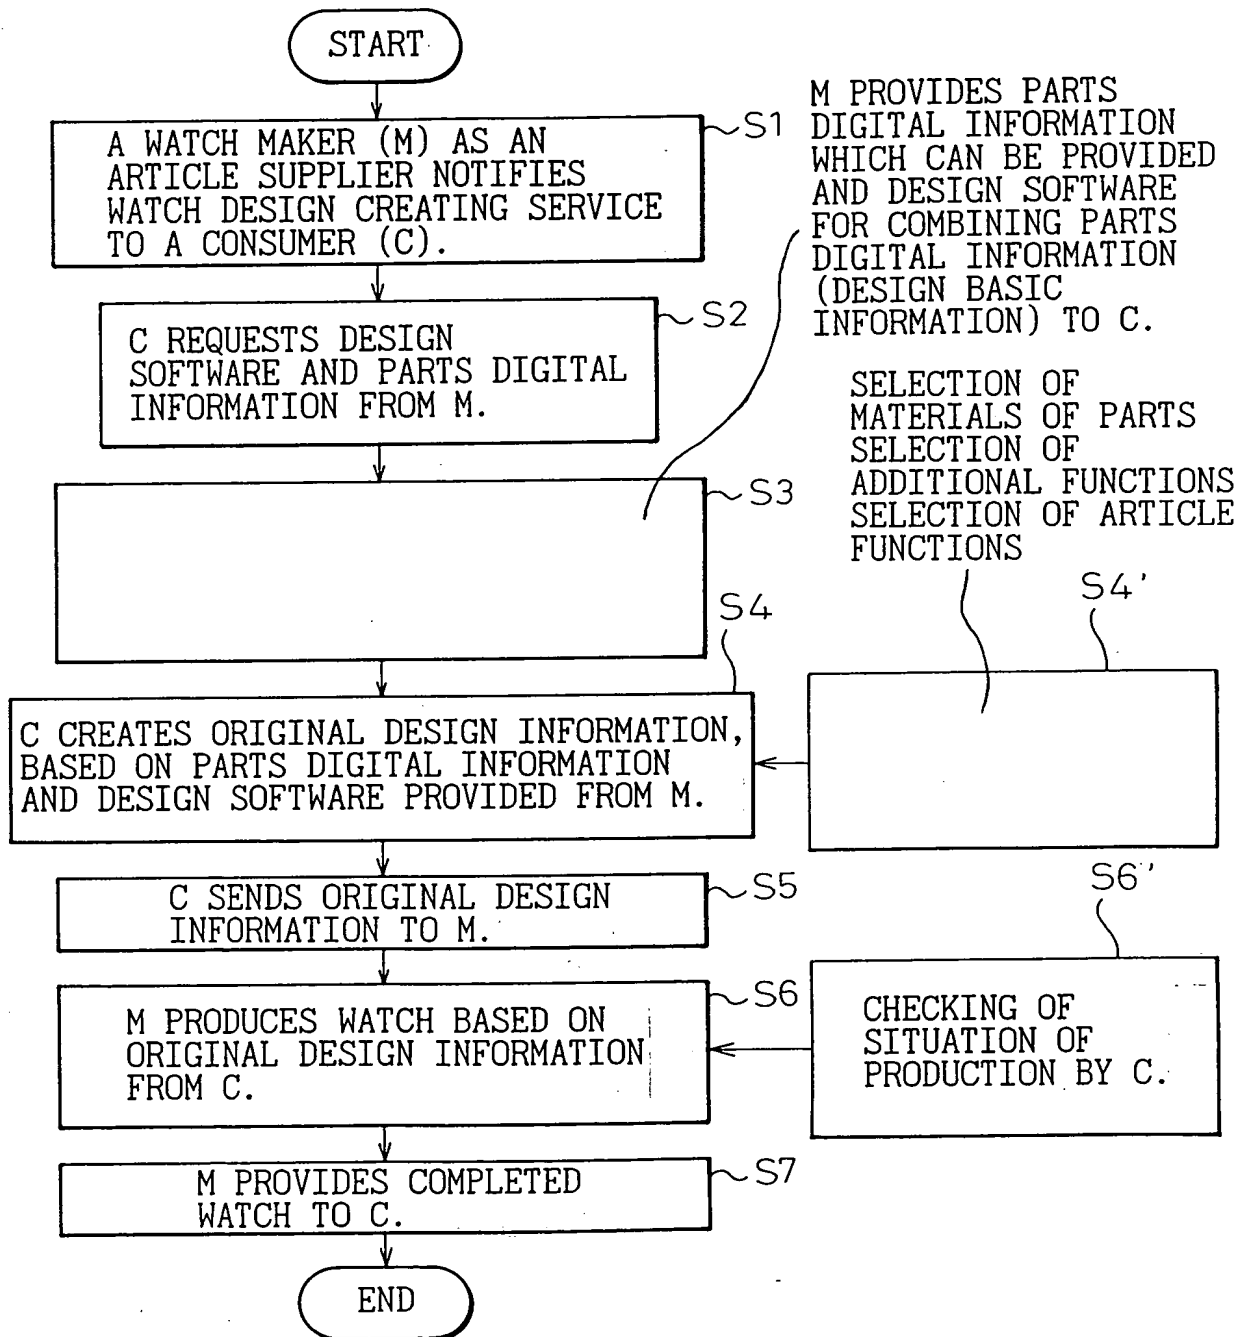 START
A WATCH MAKER (M) AS AN
ARTICLE SUPPLIER NOTIFIES
WATCH DESIGN CREATING SERVICE
TO A CONSUMER (C).
S1
C REQUESTS DESIGN
SOFTWARE AND PARTS DIGITAL
INFORMATION FROM M.
S2
M PROVIDES PARTS
DIGITAL INFORMATION
WHICH CAN BE PROVIDED
AND DESIGN SOFTWARE
FOR COMBINING PARTS
DIGITAL INFORMATION
(DESIGN BASIC
INFORMATION) TO C.
S3
SELECTION OF
MATERIALS OF PARTS
SELECTION OF
ADDITIONAL FUNCTIONS
SELECTION OF ARTICLE
FUNCTIONS
S4'
S4
C CREATES ORIGINAL DESIGN INFORMATION,
BASED ON PARTS DIGITAL INFORMATION
AND DESIGN SOFTWARE PROVIDED FROM M.
C SENDS ORIGINAL DESIGN
INFORMATION TO M.
S5
S6'
M PRODUCES WATCH BASED ON
ORIGINAL DESIGN INFORMATION
FROM C.
S6
CHECKING OF
SITUATION OF
PRODUCTION BY C.
M PROVIDES COMPLETED
WATCH TO C.
S7
END